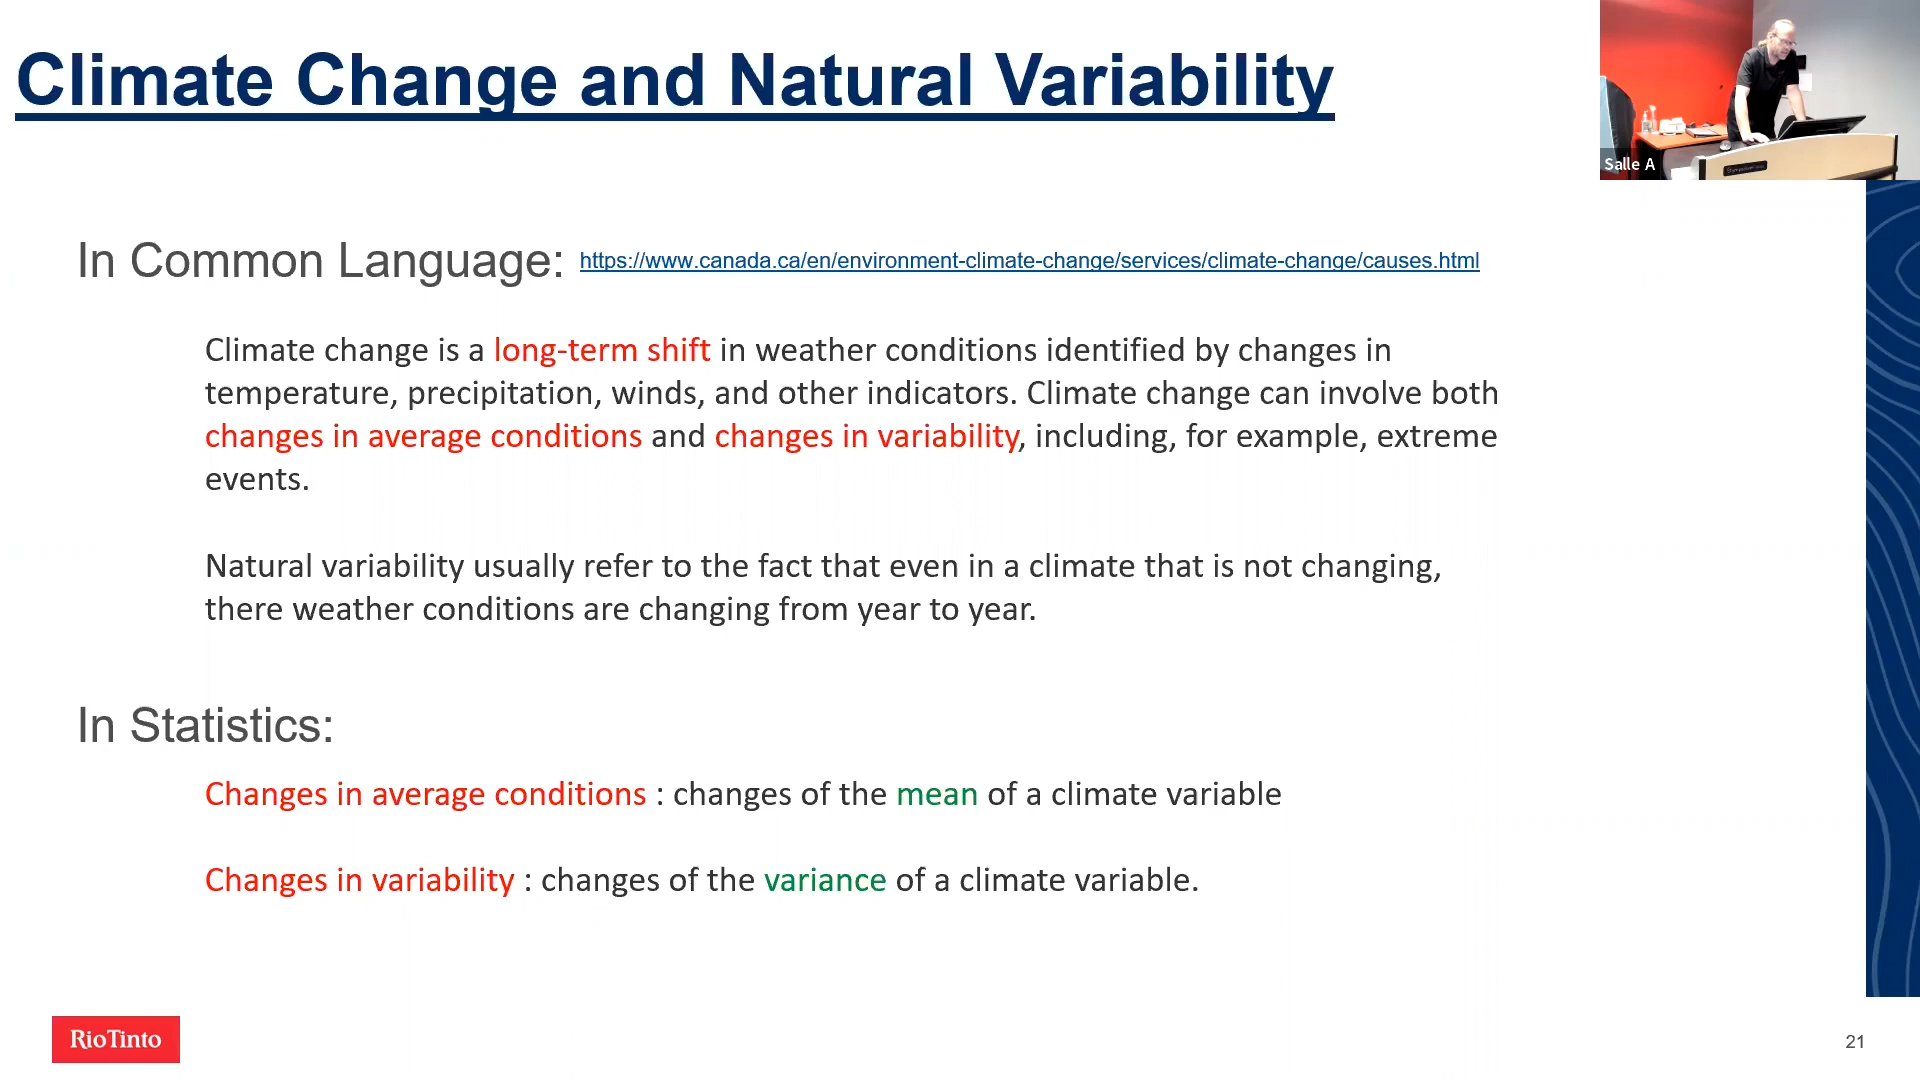 Climate Change and Natural Variability
Salle A
In Common Language: https://www.canada.ca/en/environment-climate-change/services/climate-change/causes.html
Climate change is a long-term shift in weather conditions identified by changes in
temperature, precipitation, winds, and other indicators. Climate change can involve both
changes in average conditions and changes in variability, including, for example, extreme
events.
Natural variability usually refer to the fact that even in a climate that is not changing,
there weather conditions are changing from year to year.
In Statistics:
Changes in average conditions : changes of the mean of a climate variable
Changes in variability : changes of the variance of a climate variable.
RioTinto
21